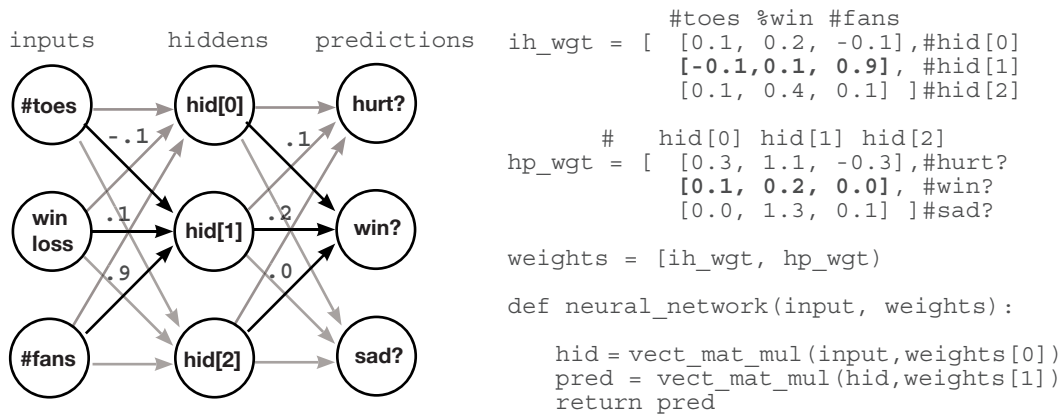 inputs hiddens predictions
#toes hid[0] hurt?
-.1 .1
win
loss
.1 hid[1] .2 win?
.9 .0
#fans hid[2] sad?
#toes %win #fans
ih_wgt = [ [0.1, 0.2, -0.1],#hid[0]
[-0.1,0.1, 0.9], #hid[1]
[0.1, 0.4, 0.1] ]#hid[2]
# hid[0] hid[1] hid[2]
hp_wgt = [ [0.3, 1.1, -0.3],#hurt?
[0.1, 0.2, 0.0], #win?
[0.0, 1.3, 0.1] ]#sad?
weights = [ih_wgt, hp_wgt)
def neural_network(input, weights):
hid = vect_mat_mul(input,weights[0])
pred = vect_mat_mul(hid,weights[1])
return pred